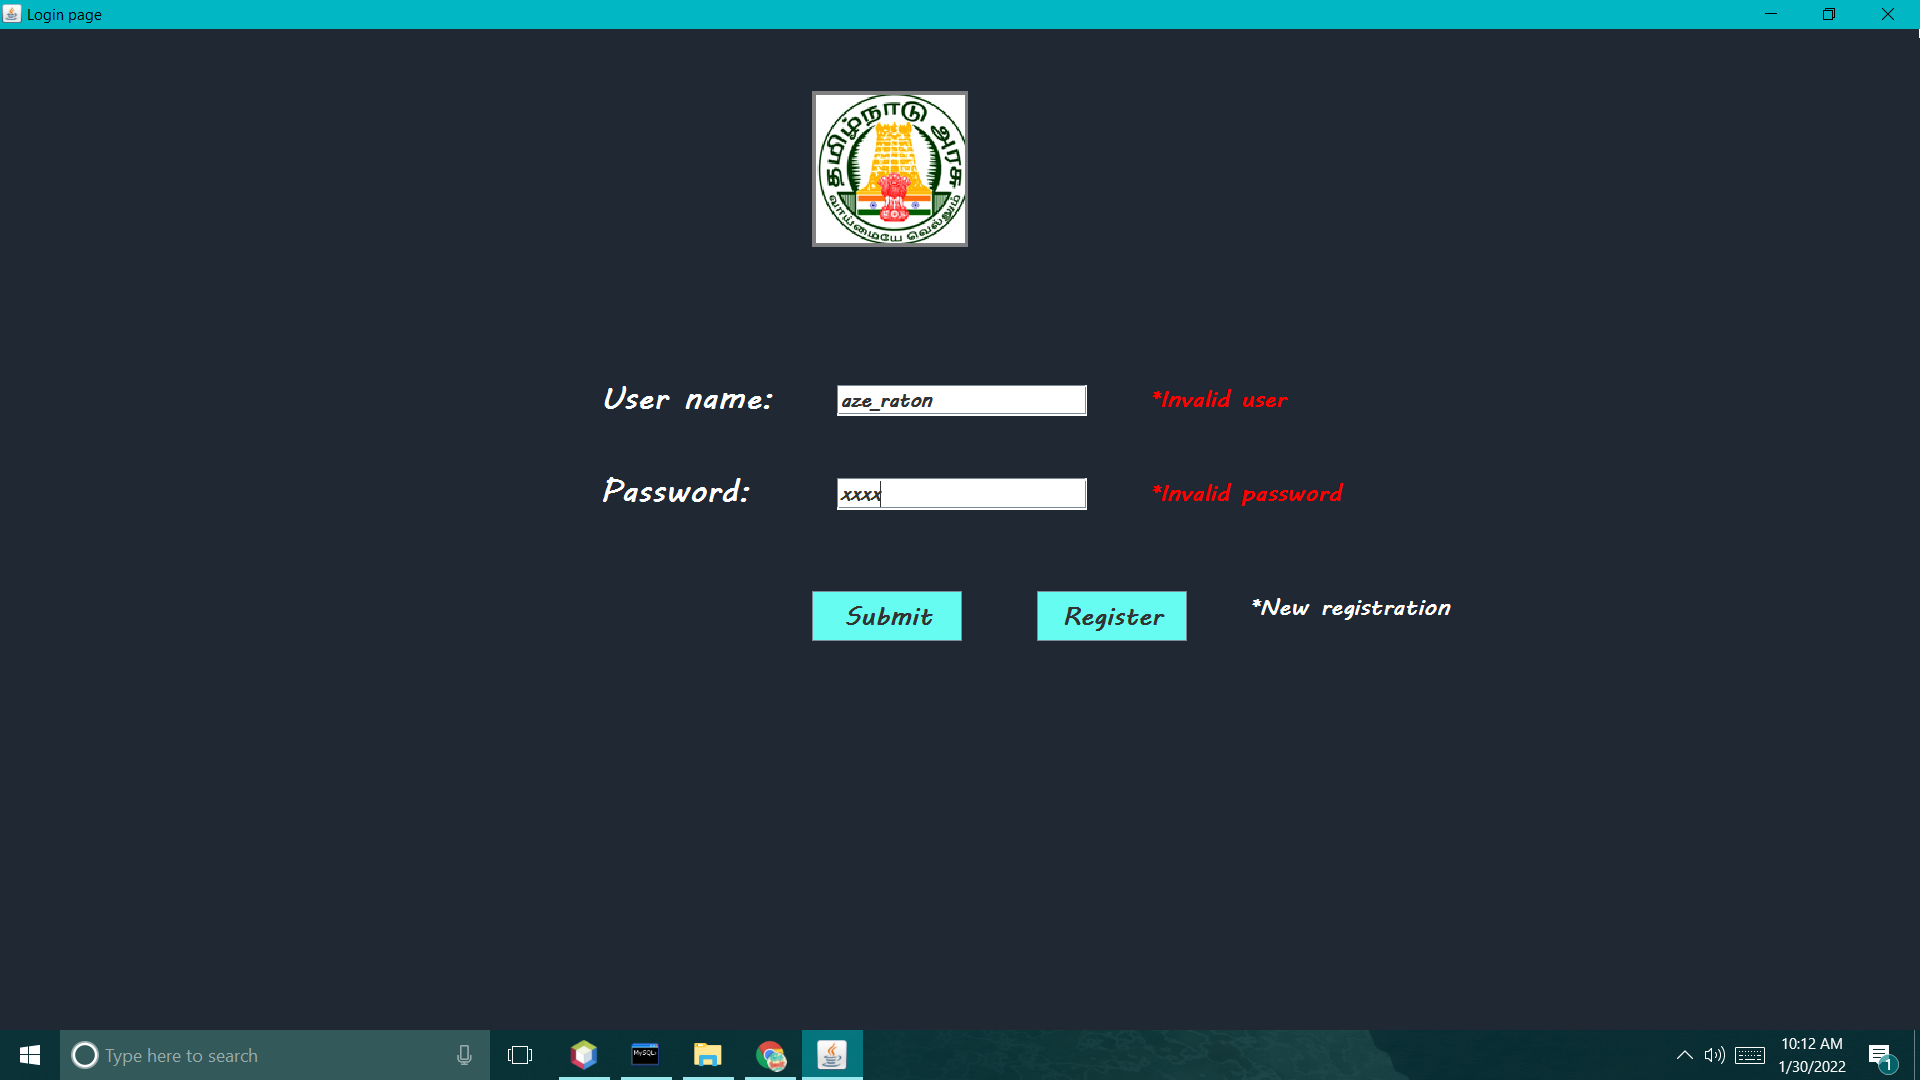 Login page
தமிழ்நாடு அரசு
வாய்மையே வெல்லும்
User name:
aze_raton
*Invalid user
Password:
xxxx
*Invalid password
Submit
Register
*New registration
Type here to search
MySQL
10:12 AM
1/30/2022
1